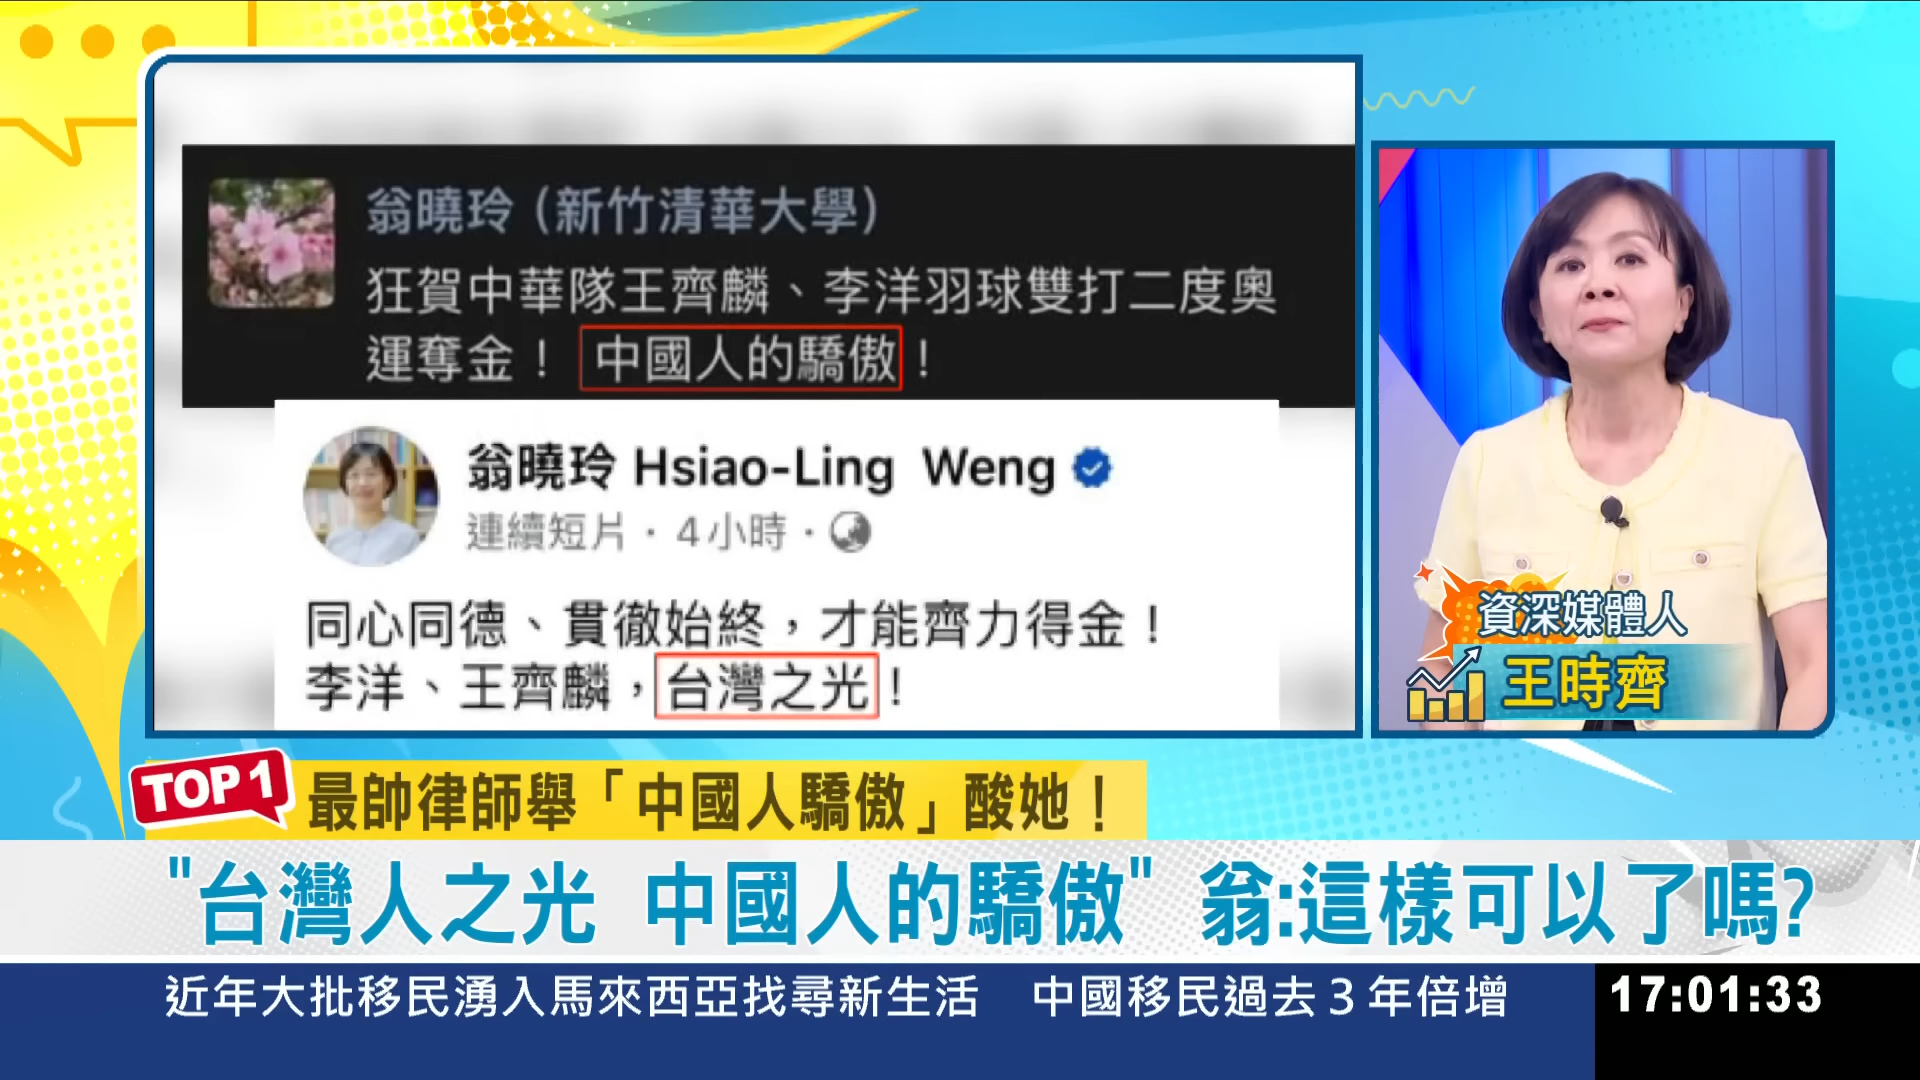 翁曉玲（新竹清華大學）
狂賀中華隊王齊麟、李洋羽球雙打二度奧
運奪金！中國人的驕傲！
翁曉玲 Hsiao-Ling Weng
連續短片·4小時·
同心同德、貫徹始終，才能齊力得金！
李洋、王齊麟，台灣之光！
資深媒體人
王時齊
TOP 1
最帥律師舉「中國人驕傲」酸她！
"台灣人之光 中國人的驕傲" 翁:這樣可以了嗎?
近年大批移民湧入馬來西亞找尋新生活 中國移民過去3年倍增
17:01:33